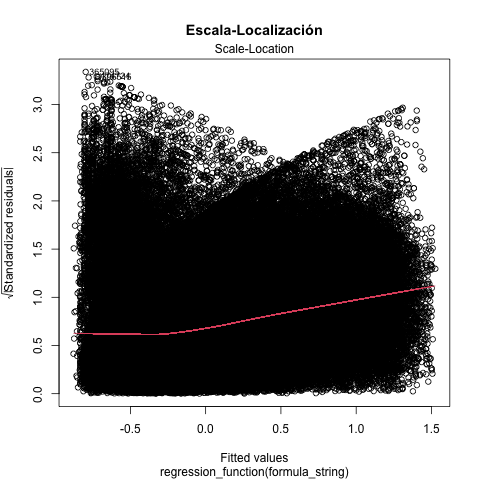 Escala-Localización
Scale-Location
365095
√|Standardized residuals|
3.0
2.5
2.0
1.5
1.0
0.5
0.0
-0.5
0.0
0.5
1.0
1.5
Fitted values
regression_function(formula_string)